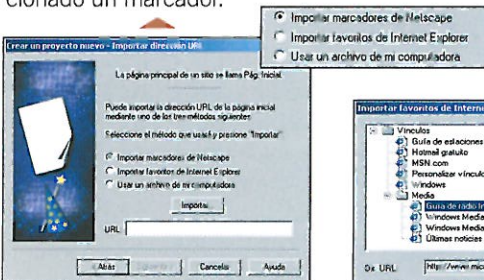 cionado un marcador.
Importar marcadores de Netscape
Importar favoritos de Internet Explorer
Usar un archivo de mi computadora
Crear un proyecto nuevo - Importar dirección URL
La página principal de un sitio se llama Pág. Inicial.
Puede importar la dirección URL de la página inicial
mediante uno de los tres métodos siguientes
Seleccione el método que usará y presione "Importar"
Importar marcadores de Netscape
Importar favoritos de Internet Explorer
Usar un archivo de mi computadora
Importar...
URL
Atrás
Cancelar
Ayuda
Importar favoritos de Interne
Vínculos
Guía de estaciones
Hotmail gratuito
MSN.com
Personalizar vínculo
Windows
Media
Guía de radio In
Windows Media
Windows Media
Últimas noticias
URL: http://www.mic